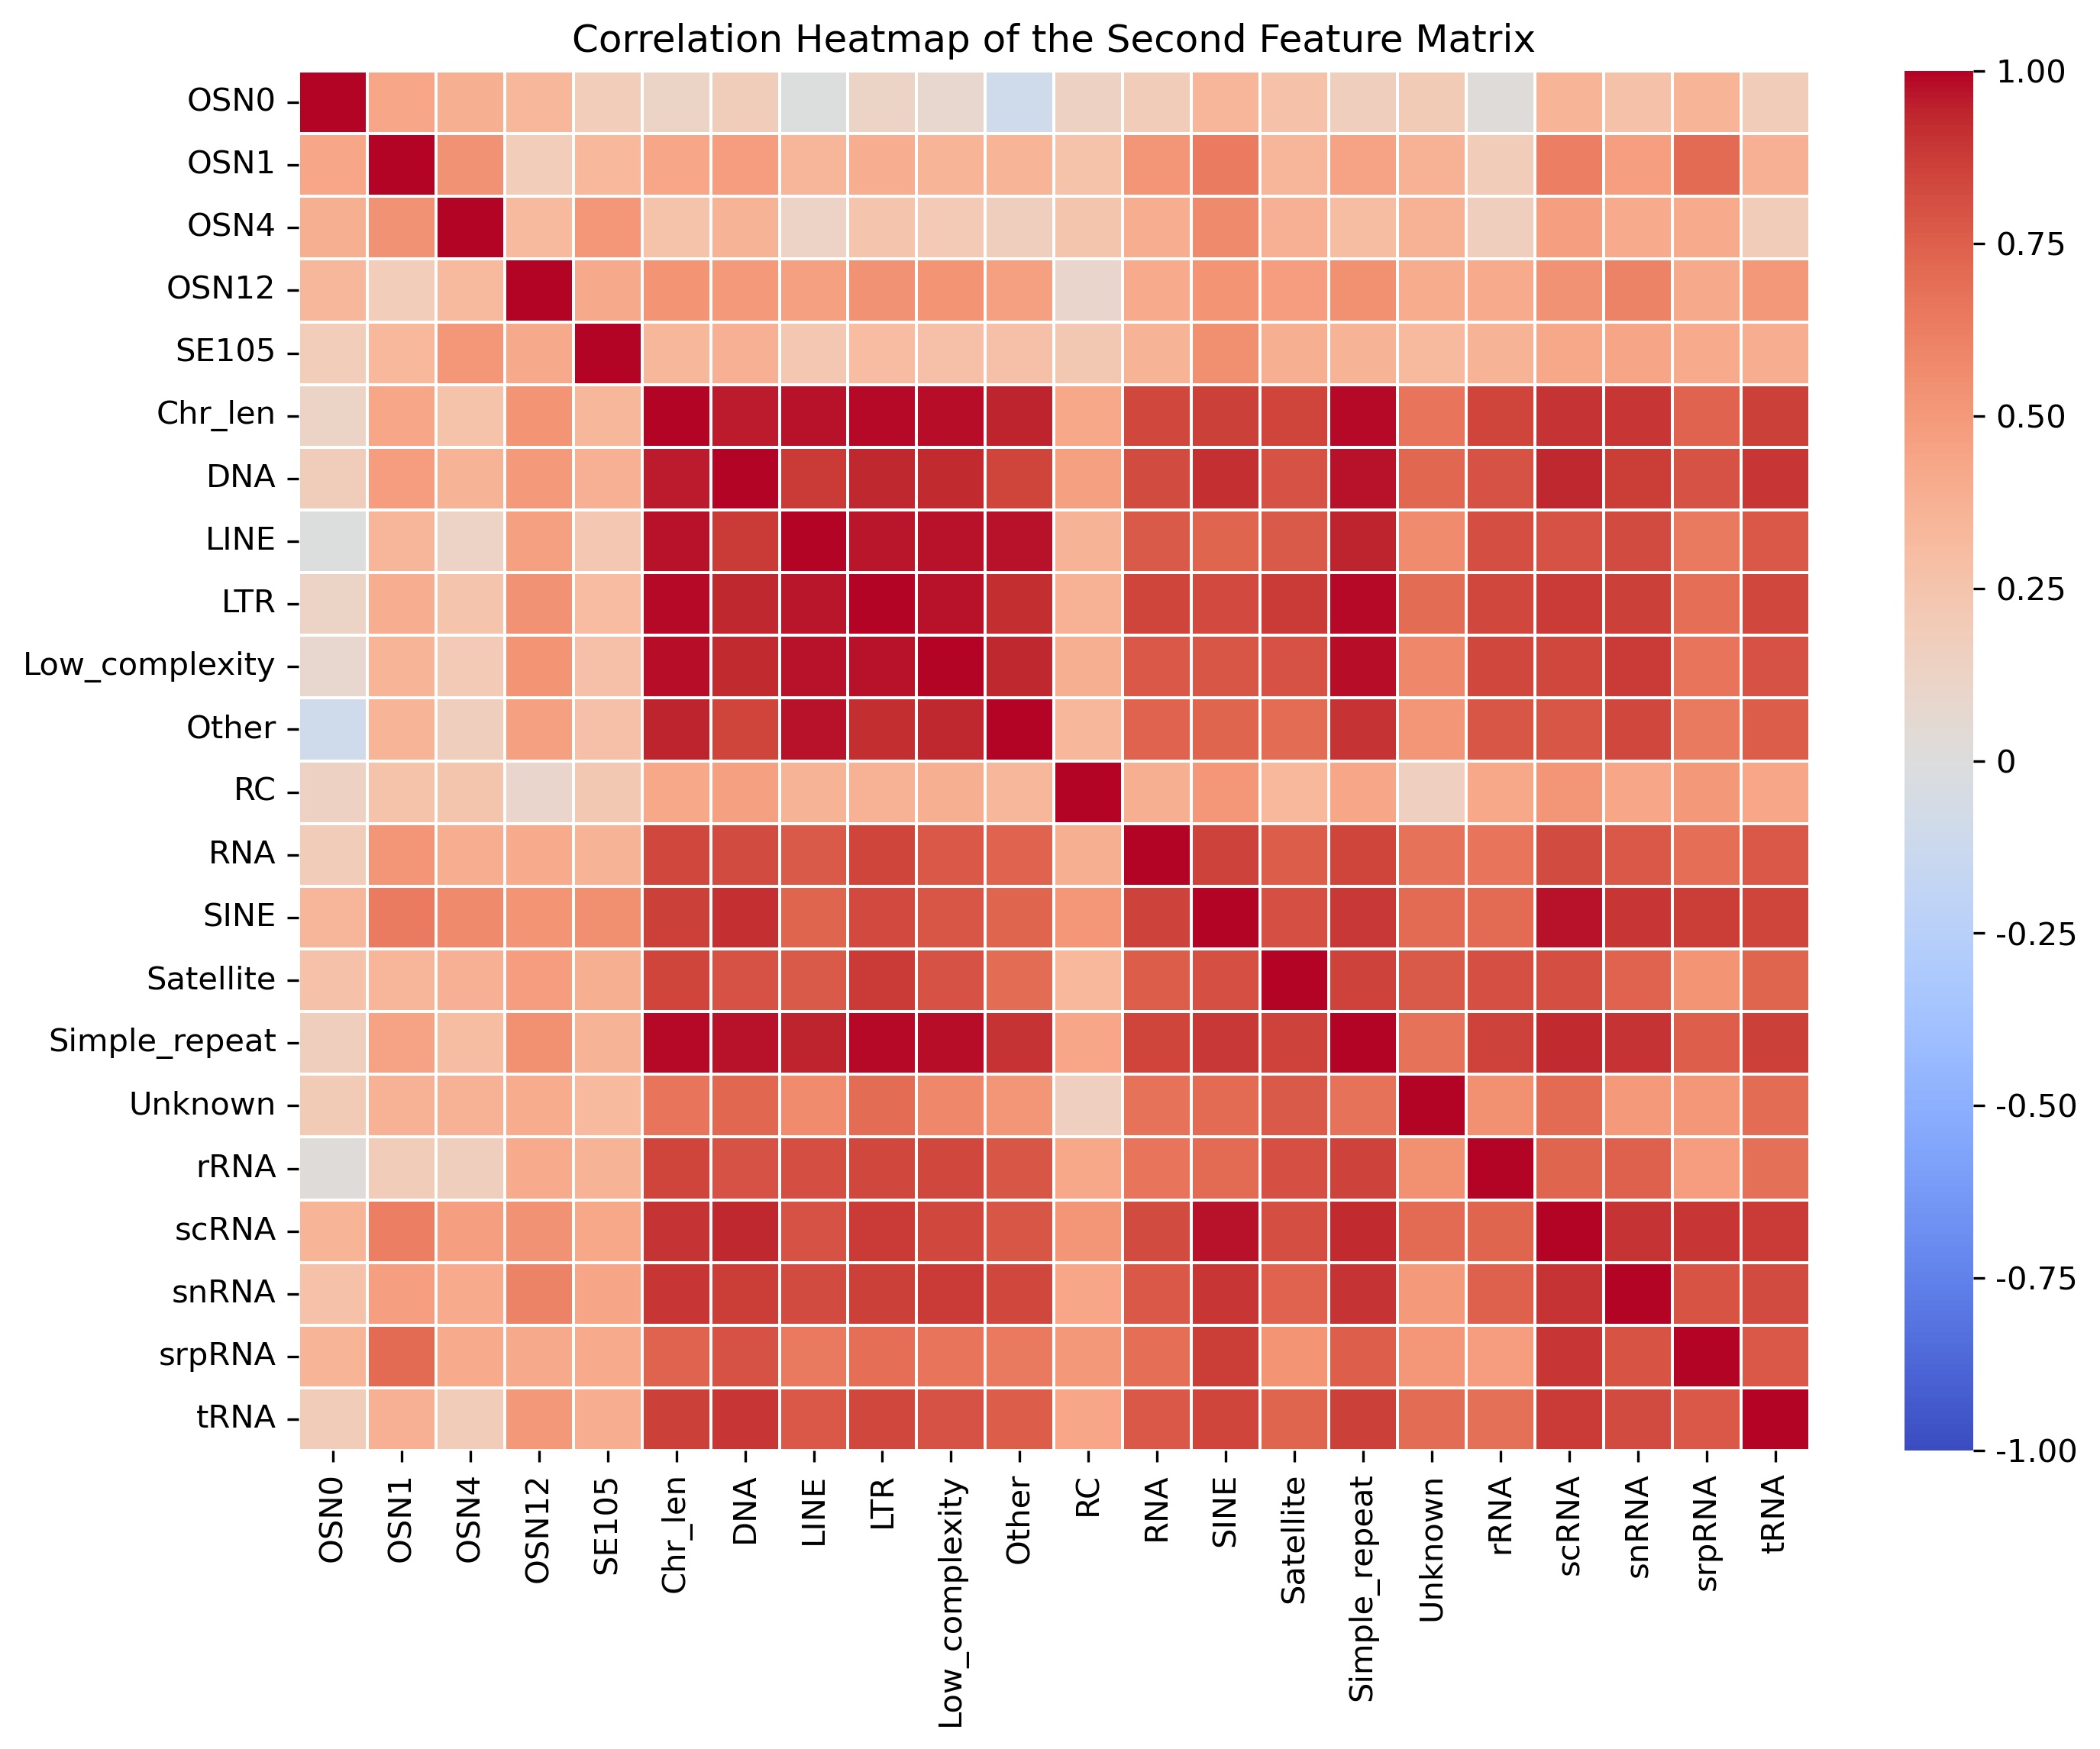 Correlation Heatmap of the Second Feature Matrix
OSN0
OSN1
OSN4
OSN12
SE105
Chr_len
DNA
LINE
LTR
Low_complexity
Other
RC
RNA
SINE
Satellite
Simple_repeat
Unknown
rRNA
scRNA
snRNA
srpRNA
tRNA
OSN0
OSN1
OSN4
OSN12
SE105
Chr_len
DNA
LINE
LTR
Low_complexity
Other
RC
RNA
SINE
Satellite
Simple_repeat
Unknown
rRNA
scRNA
snRNA
srpRNA
tRNA
1.00
0.75
0.50
0.25
0
-0.25
-0.50
-0.75
-1.00